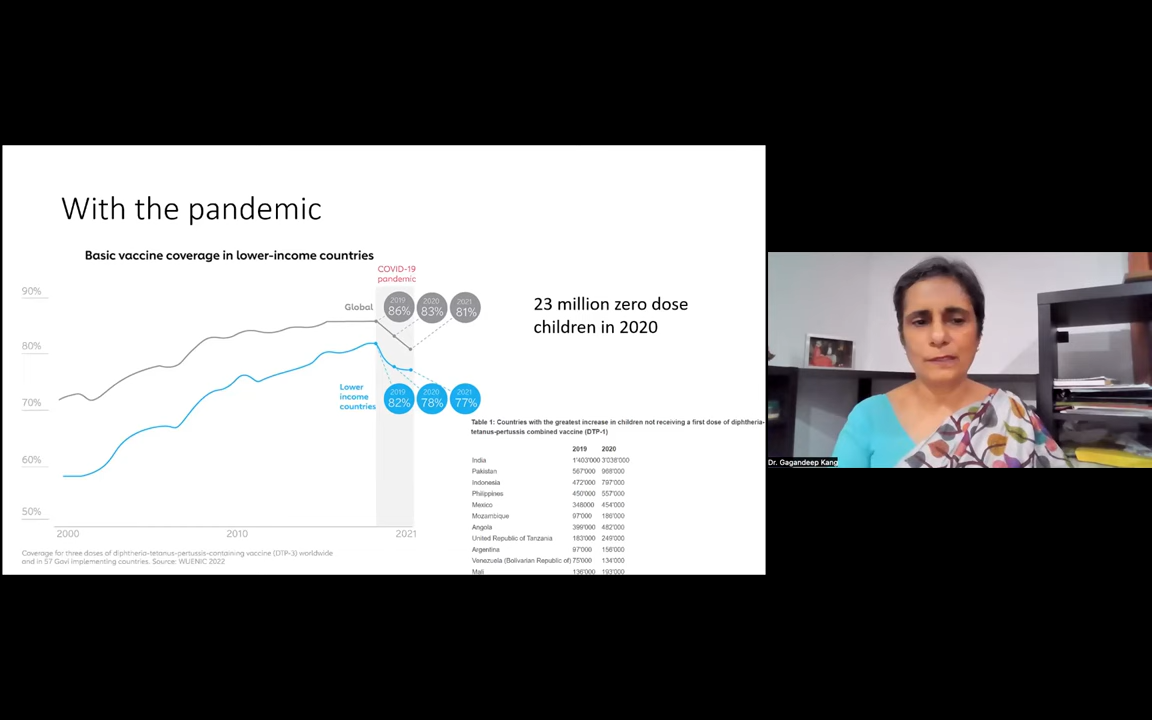 With the pandemic
Basic vaccine coverage in lower-income countries
COVID-19
pandemic
90%
80%
70%
60%
50%
Global
2019
86%
2020
83%
2021
81%
Lower
income
countries
2019
82%
2020
78%
2021
77%
2000
2010
2021
Coverage for three doses of diphtheria-tetanus-pertussis-containing vaccine (DTP-3) worldwide
and in 57 Gavi implementing countries. Source: WUENIC 2022
23 million zero dose
children in 2020
Table 1: Countries with the greatest increase in children not receiving a first dose of diphtheria-
tetanus-pertussis combined vaccine (DTP-1)
2019 2020
India 1'403'000 3'038'000
Pakistan 567'000 968'000
Indonesia 472'000 797'000
Philippines 450'000 557'000
Mexico 348000 454'000
Mozambique 97'000 186'000
Angola 399'000 482'000
United Republic of Tanzania 183'000 249'000
Argentina 97'000 156'000
Venezuela (Bolivarian Republic of) 75'000 134'000
Mali 136'000 193'000
Dr. Gagandeep Kang